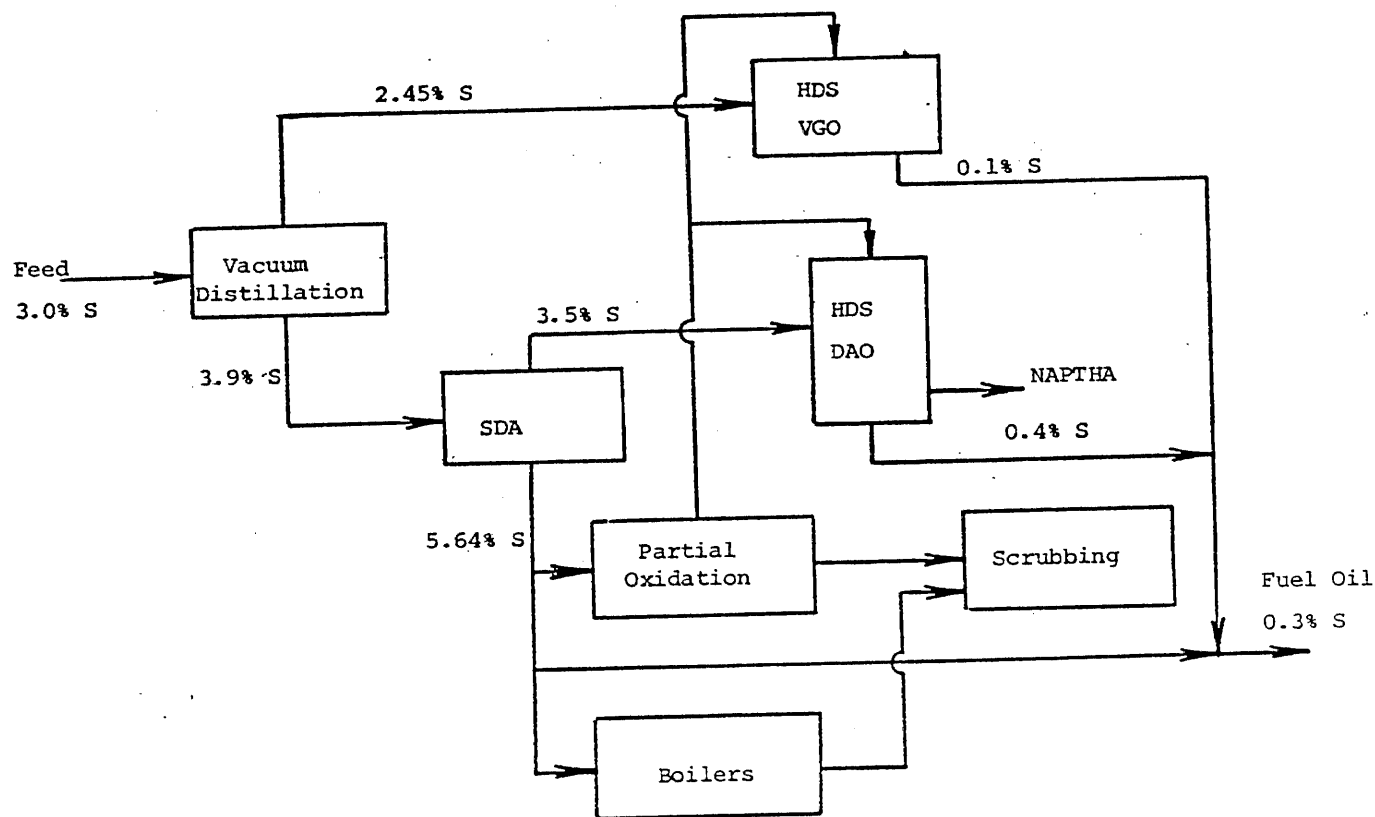 2.45% S
HDS
VGO
0.1% S
Vacuum
Distillation
Feed
3.0% S
3.5% S
HDS
DAO
3.9% S
NAPTHA
SDA
0.4% S
5.64% S
Partial
Oxidation
Scrubbing
Fuel Oil
0.3% S
Boilers